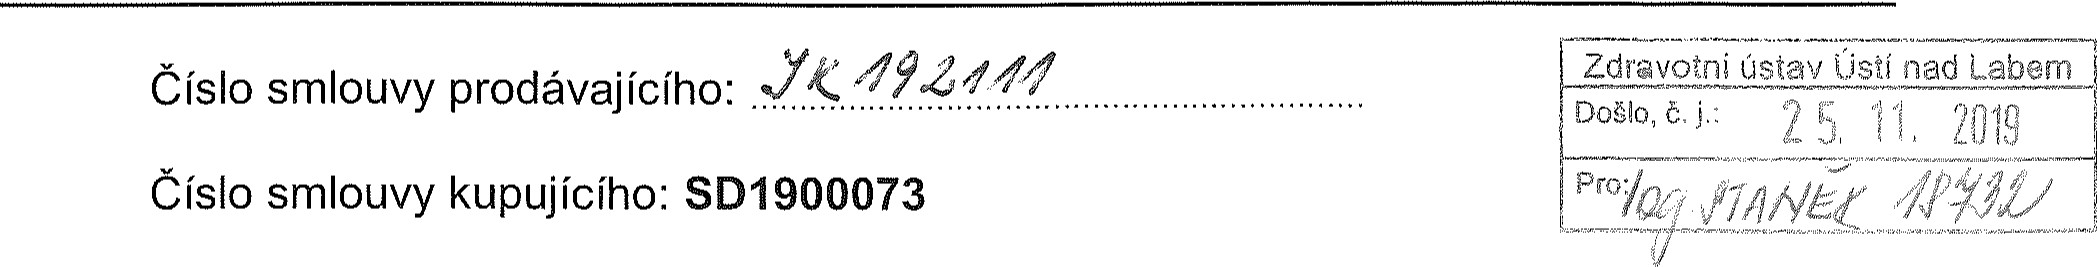 Číslo smlouvy prodávajícího: JK 192111
Číslo smlouvy kupujícího: SD1900073
Zdravotní ústav Ústí nad Labem
Došlo, č. j.: 25. 11. 2019
Pro: Ing. STANĚK 18732